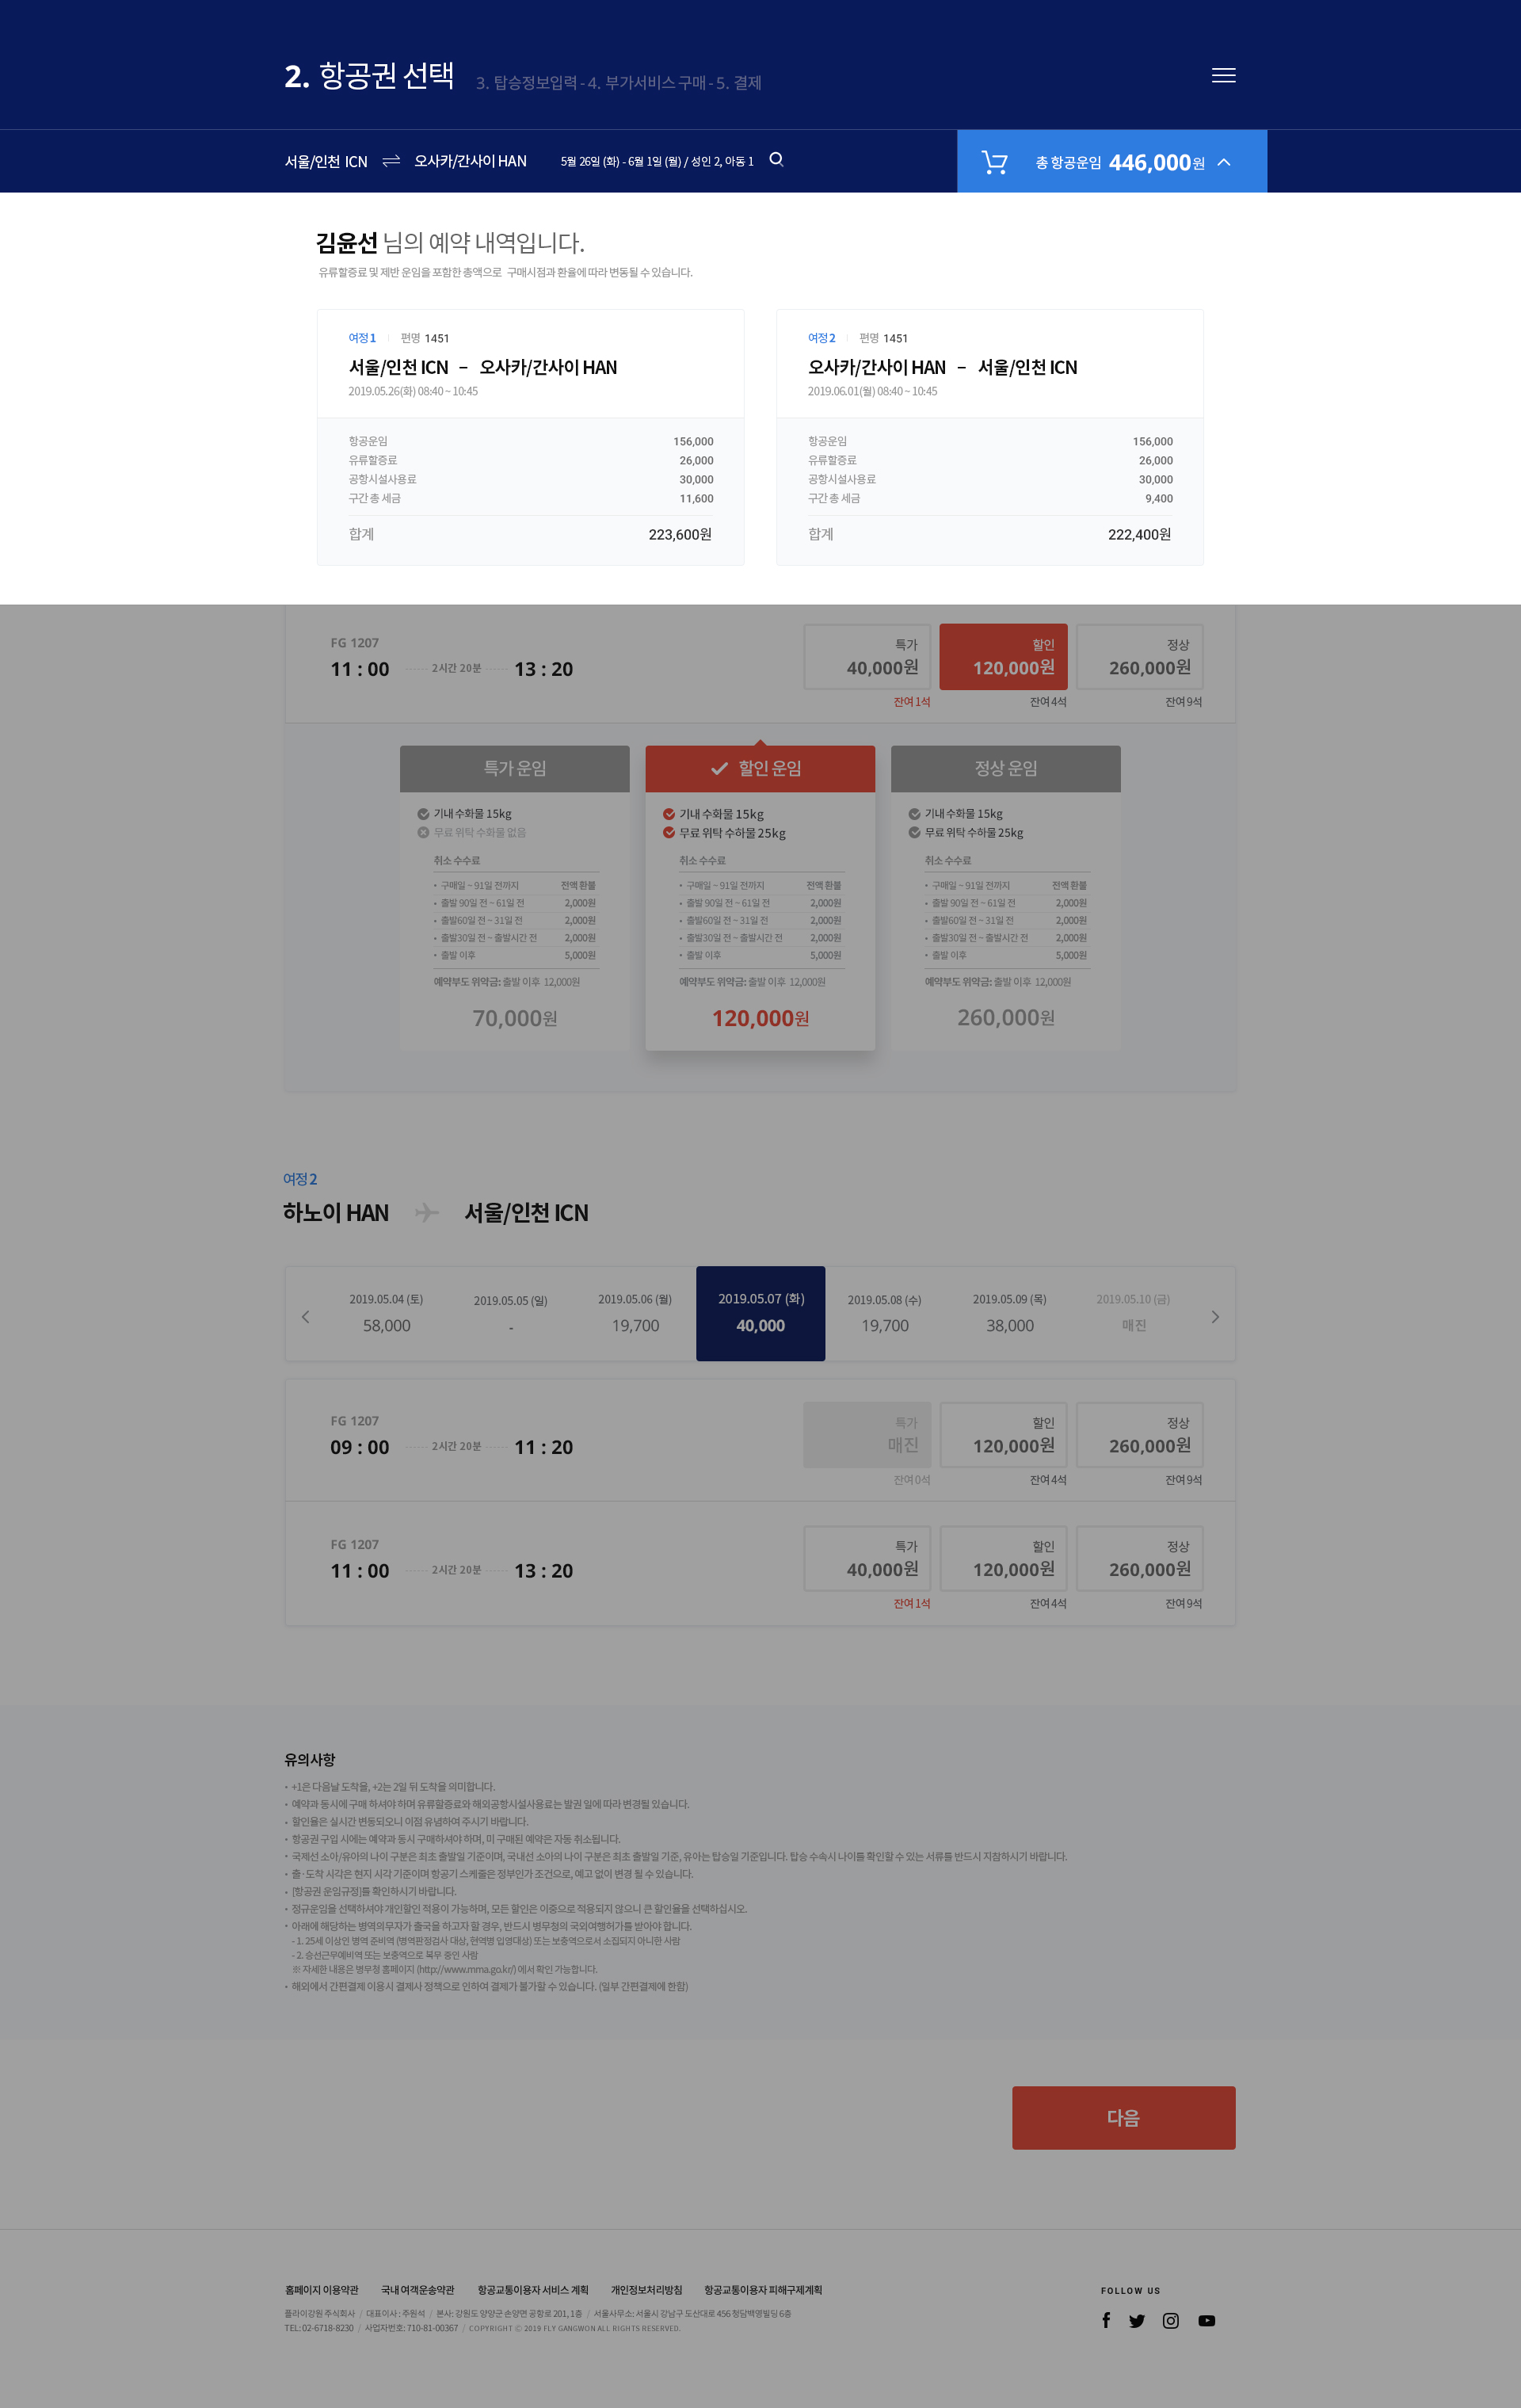 2. 항공권 선택 3. 탑승정보입력 - 4. 부가서비스 구매 - 5. 결제
서울/인천 ICN 오사카/간사이 HAN 5월 26일 (화) - 6월 1일 (월) / 성인 2, 아동 1 총 항공운임 446,000원
김윤선 님의 예약 내역입니다.
유류할증료 및 제반 운임을 포함한 총액으로 구매시점과 환율에 따라 변동될 수 있습니다.
여정 1 편명 1451
서울/인천 ICN – 오사카/간사이 HAN
2019.05.26(화) 08:40 ~ 10:45
항공운임 156,000
유류할증료 26,000
공항시설사용료 30,000
구간 총 세금 11,600
합계 223,600원
여정 2 편명 1451
오사카/간사이 HAN – 서울/인천 ICN
2019.06.01(월) 08:40 ~ 10:45
항공운임 156,000
유류할증료 26,000
공항시설사용료 30,000
구간 총 세금 9,400
합계 222,400원
FG 1207
11 : 00 2시간 20분 13 : 20
특가
40,000원
잔여 1석
할인
120,000원
잔여 4석
정상
260,000원
잔여 9석
특가 운임
기내 수화물 15kg
무료 위탁 수화물 없음
취소 수수료
• 구매일 ~ 91일 전까지 전액 환불
• 출발 90일 전 ~ 61일 전 2,000원
• 출발60일 전 ~ 31일 전 2,000원
• 출발30일 전 ~ 출발시간 전 2,000원
• 출발 이후 5,000원
예약부도 위약금: 출발 이후 12,000원
70,000원
할인 운임
기내 수화물 15kg
무료 위탁 수하물 25kg
취소 수수료
• 구매일 ~ 91일 전까지 전액 환불
• 출발 90일 전 ~ 61일 전 2,000원
• 출발60일 전 ~ 31일 전 2,000원
• 출발30일 전 ~ 출발시간 전 2,000원
• 출발 이후 5,000원
예약부도 위약금: 출발 이후 12,000원
120,000원
정상 운임
기내 수화물 15kg
무료 위탁 수하물 25kg
취소 수수료
• 구매일 ~ 91일 전까지 전액 환불
• 출발 90일 전 ~ 61일 전 2,000원
• 출발60일 전 ~ 31일 전 2,000원
• 출발30일 전 ~ 출발시간 전 2,000원
• 출발 이후 5,000원
예약부도 위약금: 출발 이후 12,000원
260,000원
여정 2
하노이 HAN 서울/인천 ICN
2019.05.04 (토) 2019.05.05 (일) 2019.05.06 (월) 2019.05.07 (화) 2019.05.08 (수) 2019.05.09 (목) 2019.05.10 (금)
58,000 - 19,700 40,000 19,700 38,000 매진
FG 1207
09 : 00 2시간 20분 11 : 20
특가
매진
잔여 0석
할인
120,000원
잔여 4석
정상
260,000원
잔여 9석
FG 1207
11 : 00 2시간 20분 13 : 20
특가
40,000원
잔여 1석
할인
120,000원
잔여 4석
정상
260,000원
잔여 9석
유의사항
• +1은 다음날 도착을, +2는 2일 뒤 도착을 의미합니다.
• 예약과 동시에 구매 하셔야 하며 유류할증료와 해외공항시설사용료는 발권 일에 따라 변경될 있습니다.
• 할인율은 실시간 변동되오니 이점 유념하여 주시기 바랍니다.
• 항공권 구입 시에는 예약과 동시 구매하셔야 하며, 미 구매된 예약은 자동 취소됩니다.
• 국제선 소아/유아의 나이 구분은 최초 출발일 기준이며, 국내선 소아의 나이 구분은 최초 출발일 기준, 유아는 탑승일 기준입니다. 탑승 수속시 나이를 확인할 수 있는 서류를 반드시 지참하시기 바랍니다.
• 출·도착 시각은 현지 시각 기준이며 항공기 스케줄은 정부인가 조건으로, 예고 없이 변경 될 수 있습니다.
• [항공권 운임규정]를 확인하시기 바랍니다.
• 정규운임을 선택하셔야 개인할인 적용이 가능하며, 모든 할인은 이중으로 적용되지 않으니 큰 할인율을 선택하십시오.
• 아래에 해당하는 병역의무자가 출국을 하고자 할 경우, 반드시 병무청의 국외여행허가를 받아야 합니다.
- 1. 25세 이상인 병역 준비역 (병역판정검사 대상, 현역병 입영대상) 또는 보충역으로서 소집되지 아니한 사람
- 2. 승선근무예비역 또는 보충역으로 복무 중인 사람
※ 자세한 내용은 병무청 홈페이지 (http://www.mma.go.kr/) 에서 확인 가능합니다.
• 해외에서 간편결제 이용시 결제사 정책으로 인하여 결제가 불가할 수 있습니다. (일부 간편결제에 한함)
다음
홈페이지 이용약관 국내 여객운송약관 항공교통이용자 서비스 계획 개인정보처리방침 항공교통이용자 피해구제계획
플라이강원 주식회사 / 대표이사 : 주원석 / 본사: 강원도 양양군 손양면 공항로 201, 1층 / 서울사무소: 서울시 강남구 도산대로 456 청담백영빌딩 6층
TEL: 02-6718-8230 / 사업자번호: 710-81-00367 / COPYRIGHT © 2019 FLY GANGWON ALL RIGHTS RESERVED.
FOLLOW US